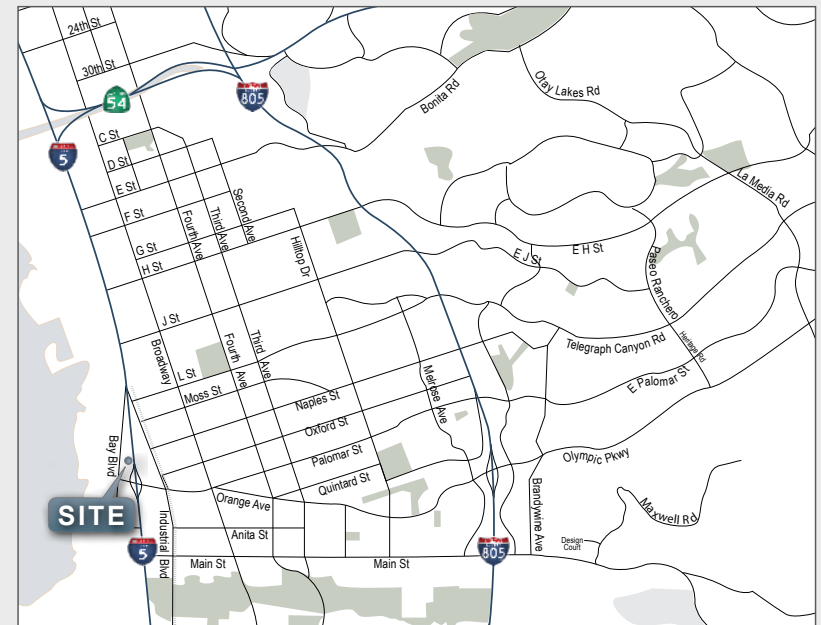 24th St
30th St
54
805
Otay Lakes Rd
Bonita Rd
C St
5
D St
E St
La Media Rd
F St
Fourth Ave
Third Ave
Second Ave
G St
H St
Hilltop Dr
E J St
E H St
Paseo Ranchero
J St
Broadway
L St
Fourth Ave
Third Ave
Telegraph Canyon Rd
Heritage Rd
Moss St
Naples St
Melrose Ave
E Palomar St
Oxford St
Palomar St
Bay Blvd
Olympic Pkwy
Quintard St
Orange Ave
Brandywine Ave
Maxwell Rd
SITE
Industrial Blvd
Anita St
5
Main St
Main St
805
Design
Court